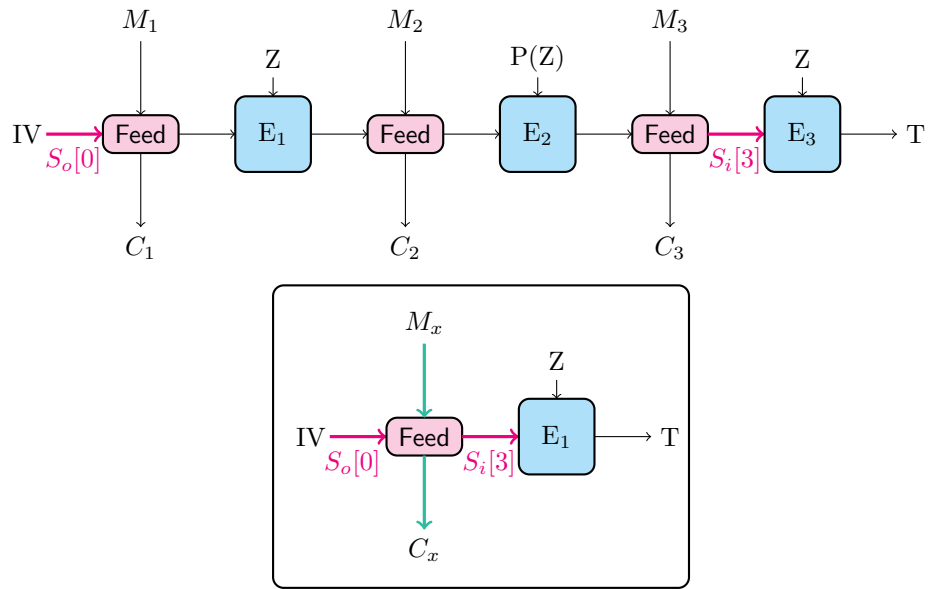 M₁ M₂ M₃
Z P(Z) Z
IV Feed E₁ Feed E₂ Feed E₃ T
Sₒ[0] Sᵢ[3]
C₁ C₂ C₃
Mₓ
Z
IV Feed E₁ T
Sₒ[0] Sᵢ[3]
Cₓ